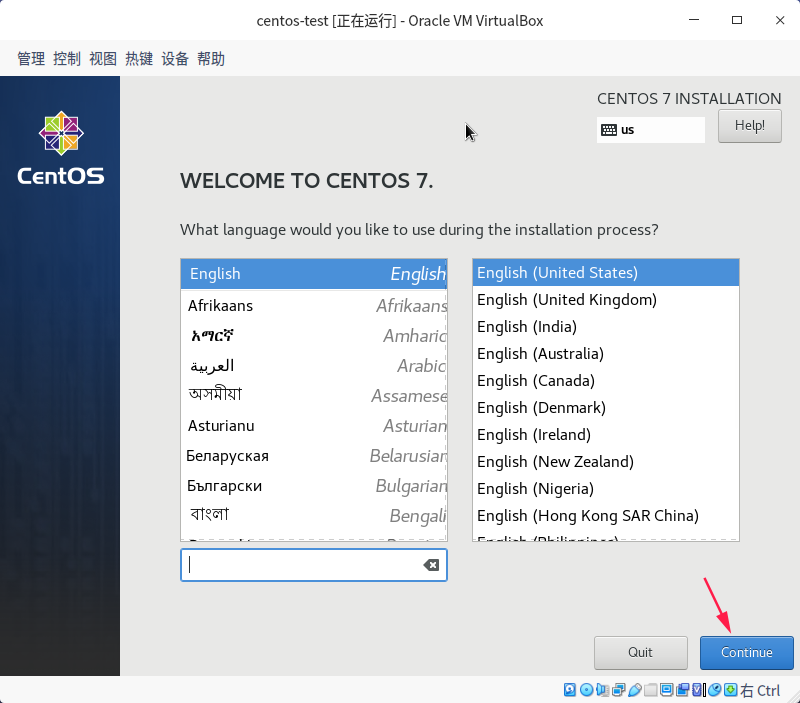 centos-test [正在运行] - Oracle VM VirtualBox
管理 控制 视图 热键 设备 帮助
CentOS
CENTOS 7 INSTALLATION
us
Help!
WELCOME TO CENTOS 7.
What language would you like to use during the installation process?
English English
Afrikaans Afrikaans
አማርኛ Amharic
العربية Arabic
অসমীয়া Assamese
Asturianu Asturian
Беларуская Belarusian
Български Bulgarian
বাংলা Bengali
English (United States)
English (United Kingdom)
English (India)
English (Australia)
English (Canada)
English (Denmark)
English (Ireland)
English (New Zealand)
English (Nigeria)
English (Hong Kong SAR China)
English (Philippines)
Quit
Continue
右 Ctrl